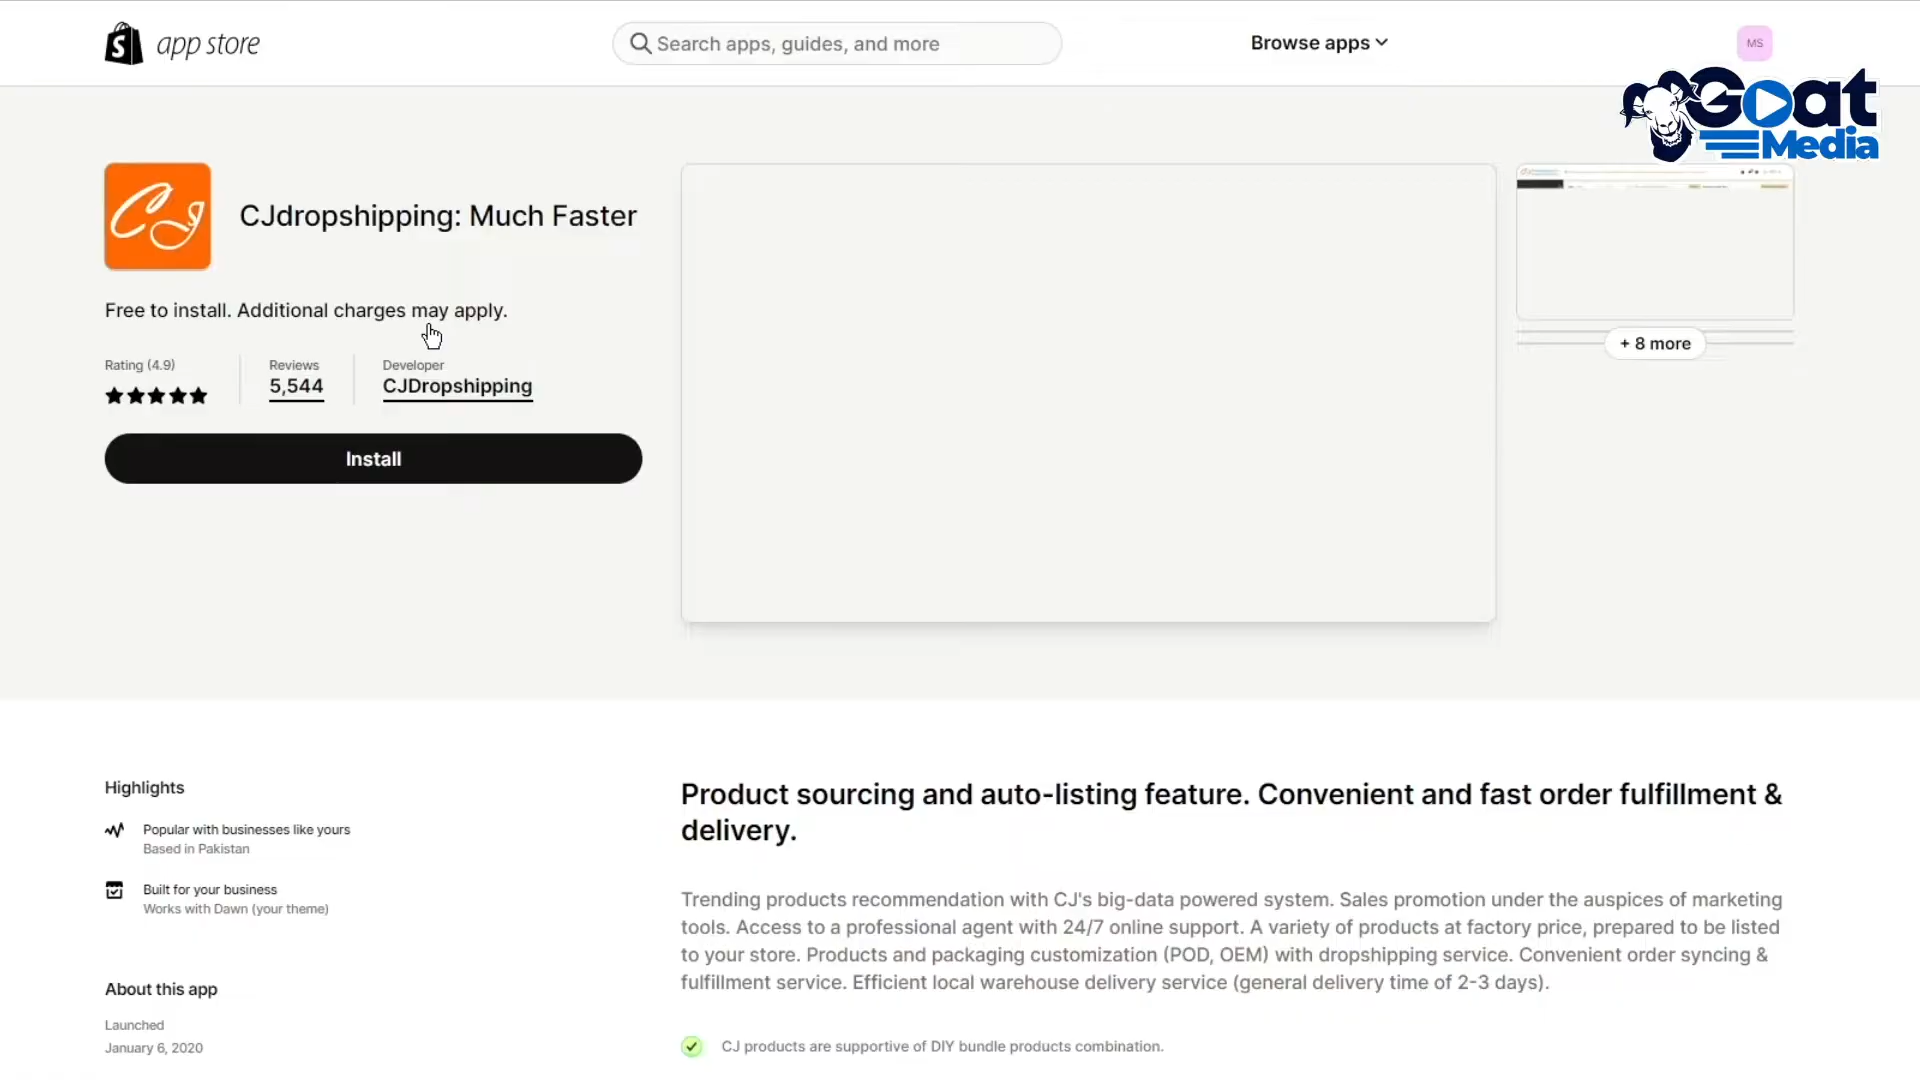 app store
Search apps, guides, and more
Browse apps
MS
Goat
Media
CJ
CJdropshipping: Much Faster
Free to install. Additional charges may apply.
Rating (4.9)
Reviews
5,544
Developer
CJDropshipping
Install
+ 8 more
Highlights
Popular with businesses like yours
Based in Pakistan
Built for your business
Works with Dawn (your theme)
About this app
Launched
January 6, 2020
Product sourcing and auto-listing feature. Convenient and fast order fulfillment &
delivery.
Trending products recommendation with CJ's big-data powered system. Sales promotion under the auspices of marketing
tools. Access to a professional agent with 24/7 online support. A variety of products at factory price, prepared to be listed
to your store. Products and packaging customization (POD, OEM) with dropshipping service. Convenient order syncing &
fulfillment service. Efficient local warehouse delivery service (general delivery time of 2-3 days).
CJ products are supportive of DIY bundle products combination.